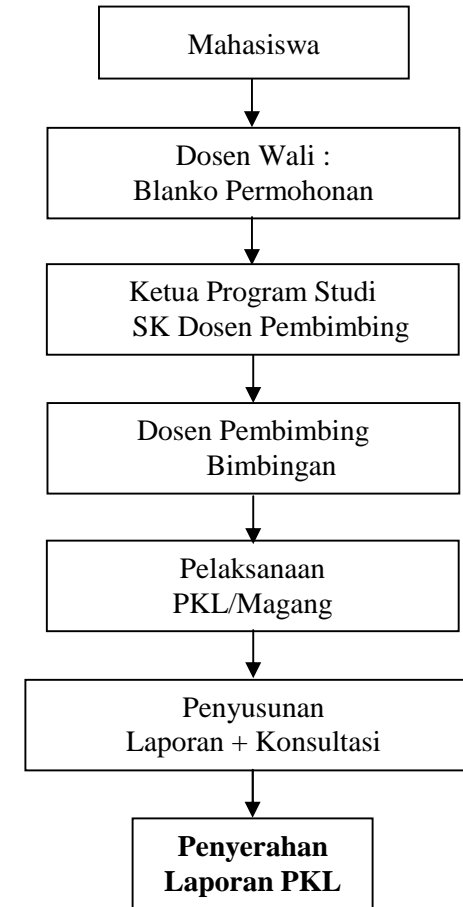 Mahasiswa
Dosen Wali :
Blanko Permohonan
Ketua Program Studi
SK Dosen Pembimbing
Dosen Pembimbing
Bimbingan
Pelaksanaan
PKL/Magang
Penyusunan
Laporan + Konsultasi
Penyerahan
Laporan PKL